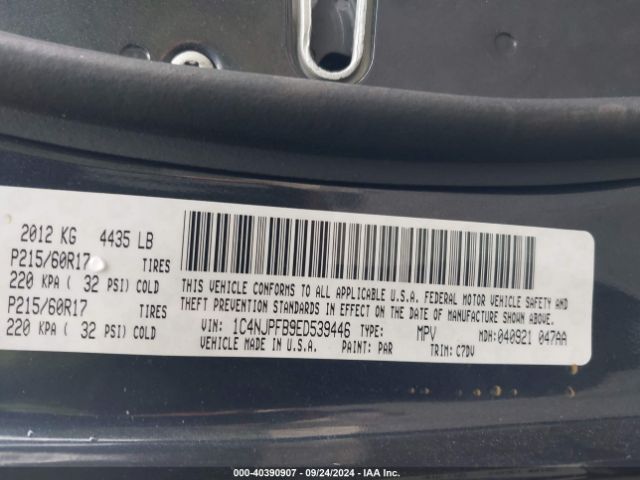 2012 KG 4435 LB
P215/60R17 TIRES
220 KPA ( 32 PSI) COLD
P215/60R17 TIRES
220 KPA ( 32 PSI) COLD
THIS VEHICLE CONFORMS TO ALL APPLICABLE U.S.A. FEDERAL MOTOR VEHICLE SAFETY AND
THEFT PREVENTION STANDARDS IN EFFECT ON THE DATE OF MANUFACTURE SHOWN ABOVE.
VIN: 1C4NJPFB9ED539446 TYPE: MPV MDH: 040921 047AA
VEHICLE MADE IN U.S.A. PAINT: PAR TRIM: C7DV
000-40390907 - 09/24/2024 - IAA Inc.